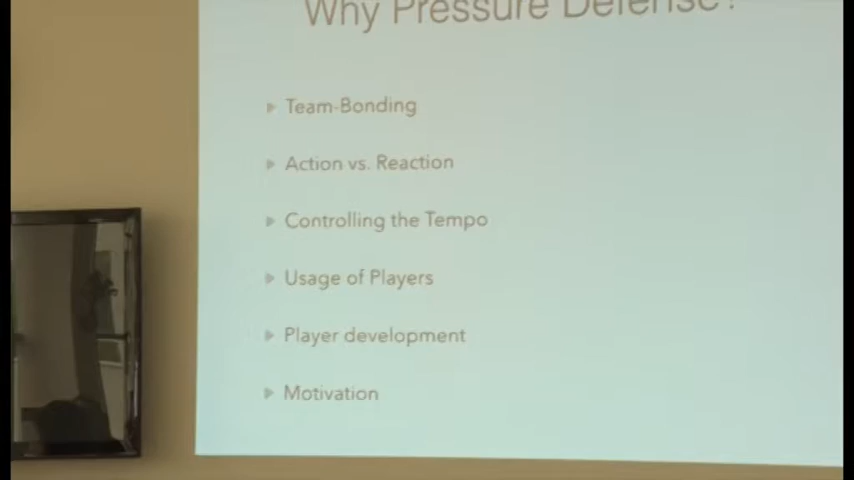 Why Pressure Defense?
Team-Bonding
Action vs. Reaction
Controlling the Tempo
Usage of Players
Player development
Motivation